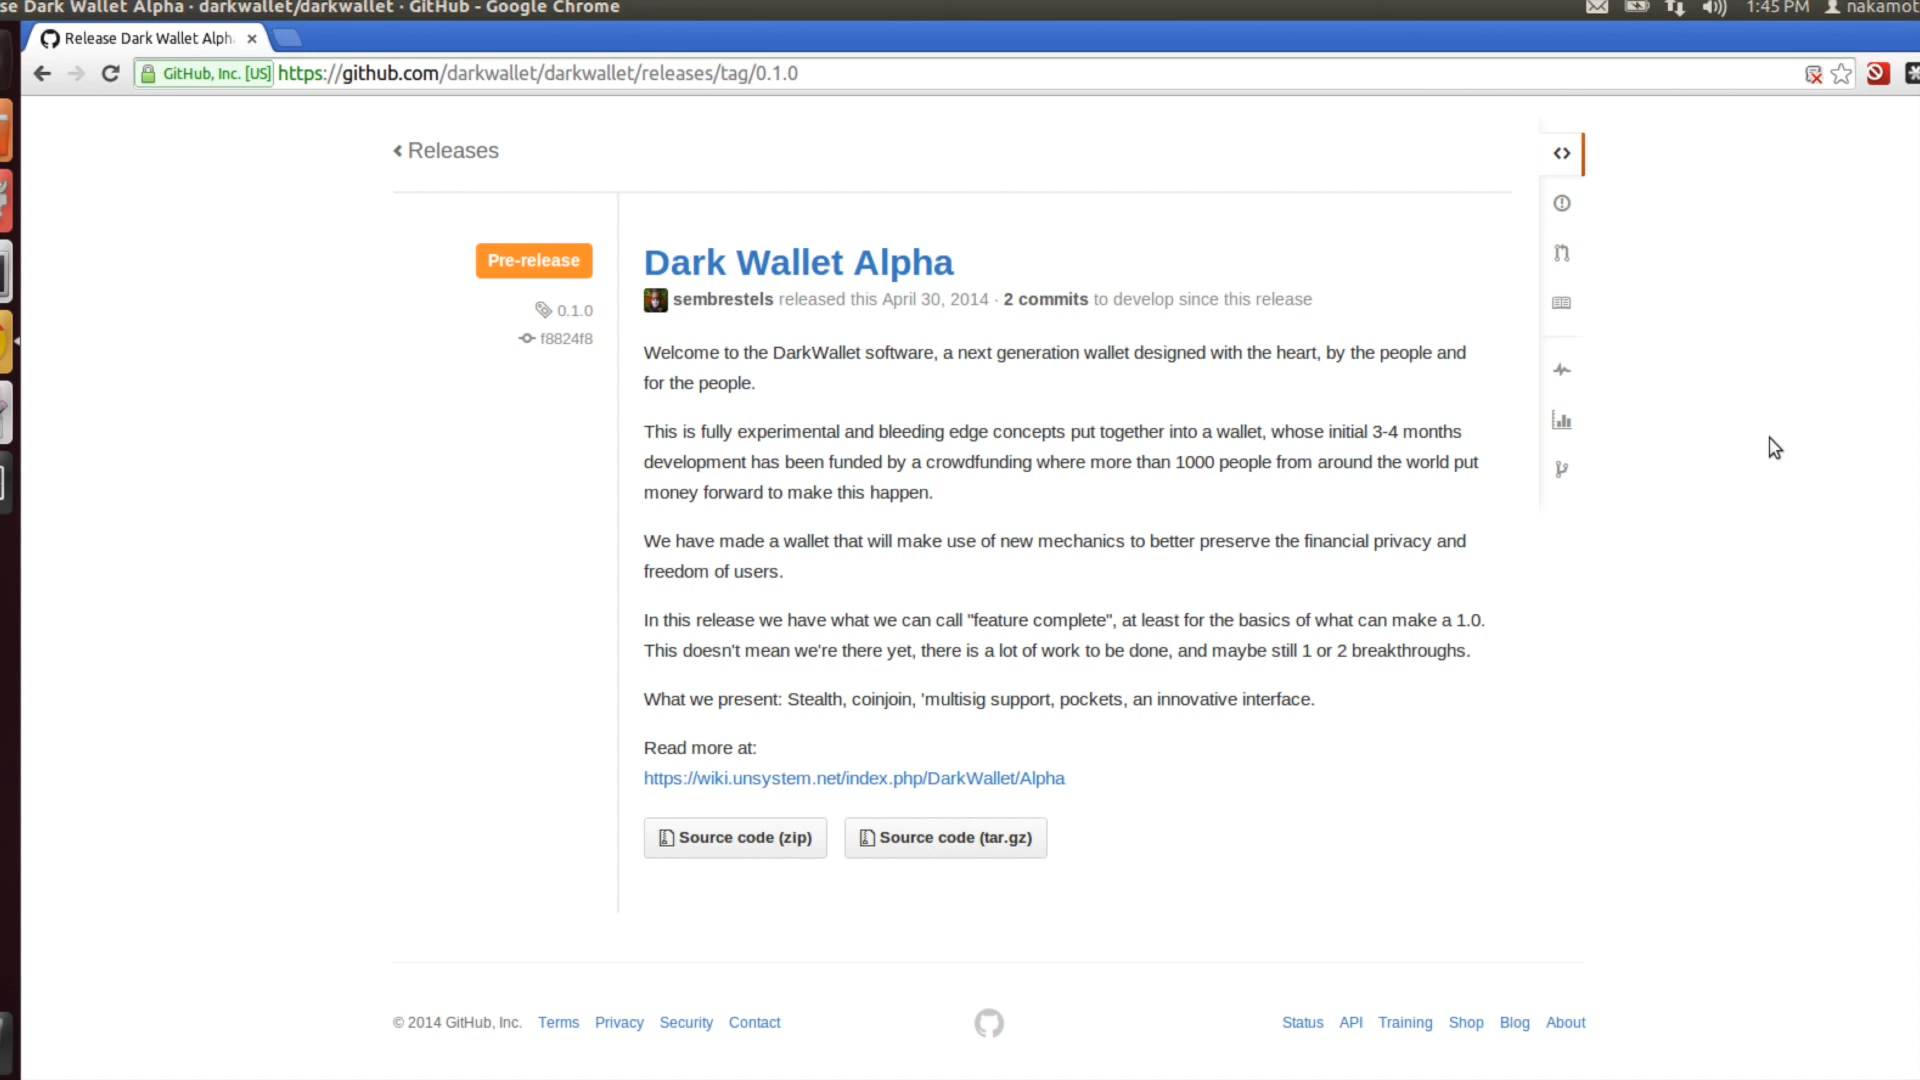 se Dark Wallet Alpha · darkwallet/darkwallet · GitHub - Google Chrome
1:45 PM nakamot
Release Dark Wallet Alph
GitHub, Inc. [US] https://github.com/darkwallet/darkwallet/releases/tag/0.1.0
Releases
Pre-release
0.1.0
f8824f8
Dark Wallet Alpha
sembrestels released this April 30, 2014 · 2 commits to develop since this release
Welcome to the DarkWallet software, a next generation wallet designed with the heart, by the people and
for the people.
This is fully experimental and bleeding edge concepts put together into a wallet, whose initial 3-4 months
development has been funded by a crowdfunding where more than 1000 people from around the world put
money forward to make this happen.
We have made a wallet that will make use of new mechanics to better preserve the financial privacy and
freedom of users.
In this release we have what we can call "feature complete", at least for the basics of what can make a 1.0.
This doesn't mean we're there yet, there is a lot of work to be done, and maybe still 1 or 2 breakthroughs.
What we present: Stealth, coinjoin, 'multisig support, pockets, an innovative interface.
Read more at:
https://wiki.unsystem.net/index.php/DarkWallet/Alpha
Source code (zip) Source code (tar.gz)
© 2014 GitHub, Inc. Terms Privacy Security Contact Status API Training Shop Blog About